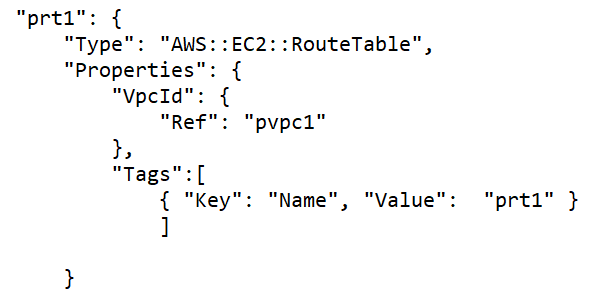 "prt1": {
"Type": "AWS::EC2::RouteTable",
"Properties": {
"VpcId": {
"Ref": "pvpc1"
},
"Tags":[
{ "Key": "Name", "Value":  "prt1" }
]
}